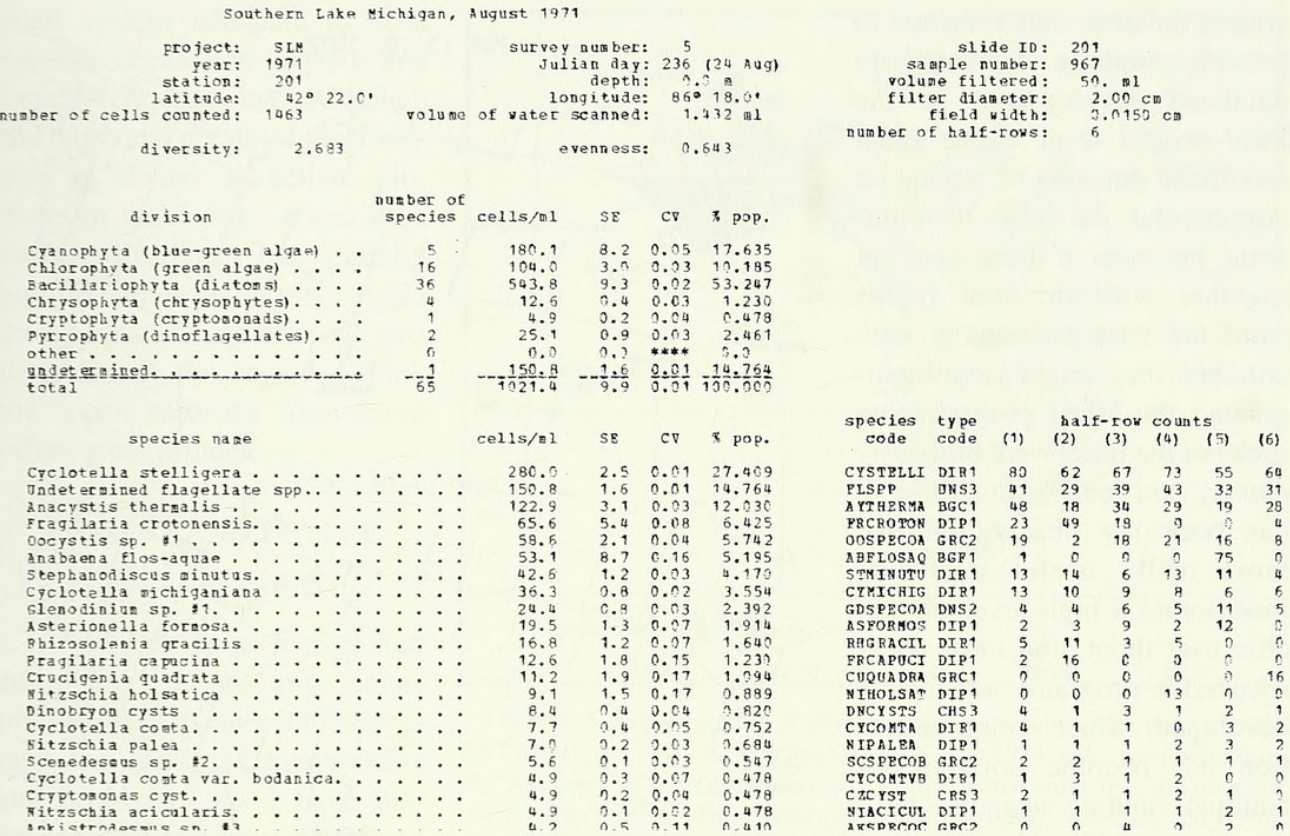 Southern Lake Michigan, August 1971
project: SLM survey number: 5 slide ID: 201
year: 1971 Julian day: 236 (24 Aug) sample number: 967
station: 201 depth: 0.0 m volume filtered: 50. ml
latitude: 42° 22.0' longitude: 86° 18.0' filter diameter: 2.00 cm
number of cells counted: 1463 volume of water scanned: 1.432 ml field width: 0.0150 cm
number of half-rows: 6
diversity: 2.683 evenness: 0.643
number of
division species cells/ml SE CV % pop.
Cyanophyta (blue-green algae) 5 180.1 8.2 0.05 17.635
Chlorophyta (green algae) . . . . 16 104.0 3.0 0.03 10.185
Bacillariophyta (diatoms) . . . . 36 543.8 9.3 0.02 53.247
Chrysophyta (chrysophytes). . . . 4 12.6 0.4 0.03 1.230
Cryptophyta (cryptomonads). . . . 1 4.9 0.2 0.04 0.478
Pyrrophyta (dinoflagellates). . . 2 25.1 0.9 0.03 2.461
other . . . . . . . . . . . . . . 0 0.0 0.0 **** 0.0
undetermined. . . . . . . . . . . 1 150.8 1.6 0.01 14.764
total 65 1021.4 9.9 0.01 100.000
species type half-row counts
species name cells/ml SE CV % pop. code code (1) (2) (3) (4) (5) (6)
Cyclotella stelligera . . . . . . . . . . . 280.0 2.5 0.01 27.409 CYSTELLI DIR1 80 62 67 73 55 64
Undetermined flagellate spp.. . . . . . . . 150.8 1.6 0.01 14.764 FLSPP UNS3 41 29 39 43 33 31
Anacystis thermalis . . . . . . . . . . . . 122.9 3.1 0.03 12.030 AYTHERMA BGC1 48 18 34 29 19 28
Fragilaria crotonensis. . . . . . . . . . . 65.6 5.4 0.08 6.425 FRCROTON DIP1 23 49 18 0 0 4
Oocystis sp. #1 . . . . . . . . . . . . . . 58.6 2.1 0.04 5.742 OOSPECOA GRC2 19 2 18 21 16 8
Anabaena flos-aquae . . . . . . . . . . . . 53.1 8.7 0.16 5.195 ABFLOSAQ BGF1 1 0 0 0 75 0
Stephanodiscus minutus. . . . . . . . . . . 42.6 1.2 0.03 4.170 STMINUTU DIR1 13 14 6 13 11 4
Cyclotella michiganiana . . . . . . . . . . 36.3 0.8 0.02 3.554 CYMICHIG DIR1 13 10 9 8 6 6
Glenodinium sp. #1. . . . . . . . . . . . . 24.4 0.8 0.03 2.392 GDSPECOA DNS2 4 4 6 5 11 5
Asterionella formosa. . . . . . . . . . . . 19.5 1.3 0.07 1.914 ASFORMOS DIP1 2 3 9 2 12 0
Rhizosolenia gracilis . . . . . . . . . . . 16.8 1.2 0.07 1.640 RHGRACIL DIR1 5 11 3 5 0 0
Fragilaria capucina . . . . . . . . . . . . 12.6 1.8 0.15 1.230 FRCAPUCI DIP1 2 16 0 0 0 0
Crucigenia quadrata . . . . . . . . . . . . 11.2 1.9 0.17 1.094 CUQUADRA GRC1 0 0 0 0 0 16
Nitzschia holsatica . . . . . . . . . . . . 9.1 1.5 0.17 0.889 NIHOLSAT DIP1 0 0 0 13 0 0
Dinobryon cysts . . . . . . . . . . . . . . 8.4 0.4 0.04 0.820 DNCYSTS CHS3 4 1 3 1 2 1
Cyclotella comta. . . . . . . . . . . . . . 7.7 0.4 0.05 0.752 CYCOMTA DIR1 4 1 1 0 3 2
Nitzschia palea . . . . . . . . . . . . . . 7.0 0.2 0.03 0.684 NIPALEA DIP1 1 1 1 2 3 2
Scenedesmus sp. #2. . . . . . . . . . . . . 5.6 0.1 0.03 0.547 SCSPECOB GRC2 2 2 1 1 1 1
Cyclotella comta var. bodanica. . . . . . . 4.9 0.3 0.07 0.478 CYCOMTVB DIR1 1 3 1 2 0 0
Cryptomonas cyst. . . . . . . . . . . . . . 4.9 0.2 0.04 0.478 CZCYST CRS3 2 1 1 2 1 0
Nitzschia acicularis. . . . . . . . . . . . 4.9 0.1 0.02 0.478 NIACICUL DIP1 1 1 1 1 2 1
Ankistrodesmus sp. #3 . . . . . . . . . . . 4.2 0.5 0.11 0.410 AKSPECOC GRC2 0 0 4 0